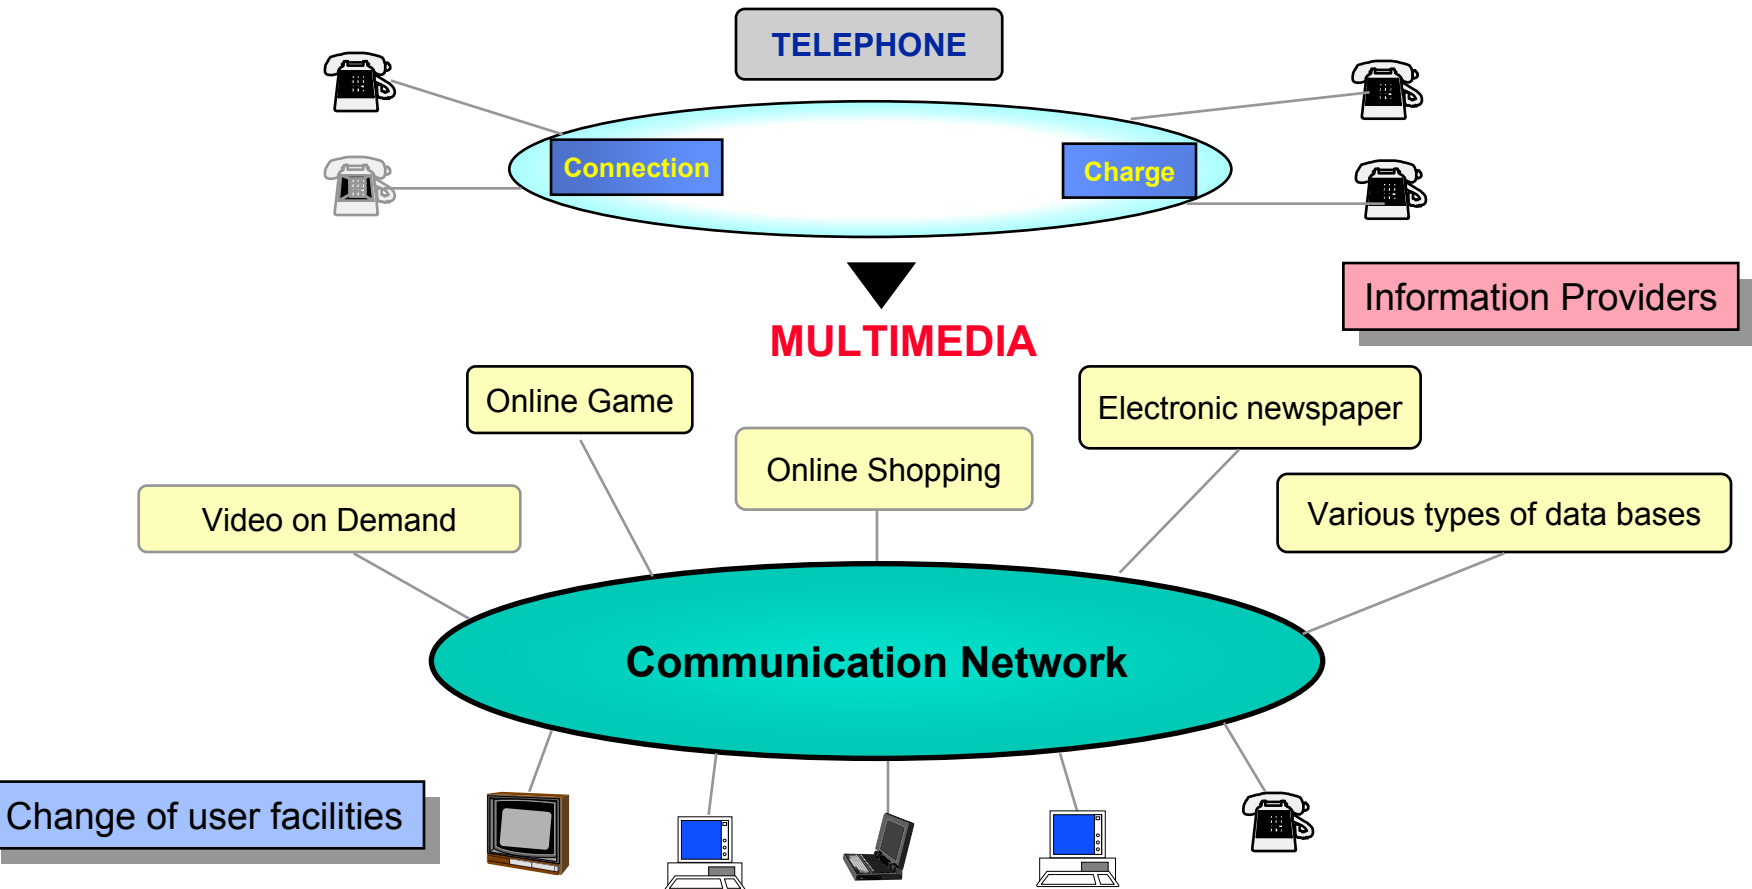 TELEPHONE
Connection
Charge
Information Providers
MULTIMEDIA
Online Game
Electronic newspaper
Online Shopping
Video on Demand
Various types of data bases
Communication Network
Change of user facilities